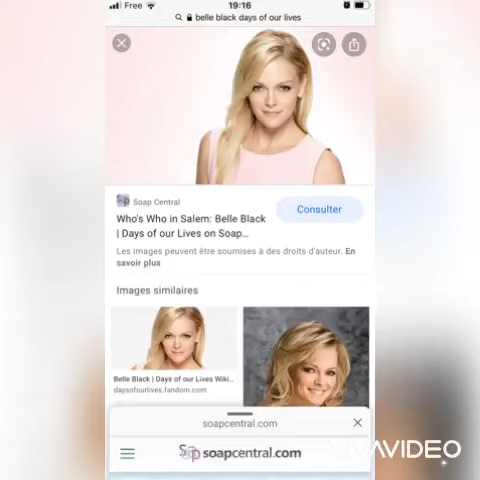 Free
19:16
belle black days of our lives
Soap Central
Who's Who in Salem: Belle Black
| Days of our Lives on Soap...
Consulter
Les images peuvent être soumises à des droits d'auteur. En
savoir plus
Images similaires
Belle Black | Days of our Lives Wiki...
daysofourlives.fandom.com
soapcentral.com
soapcentral.com
VIVAVIDEO